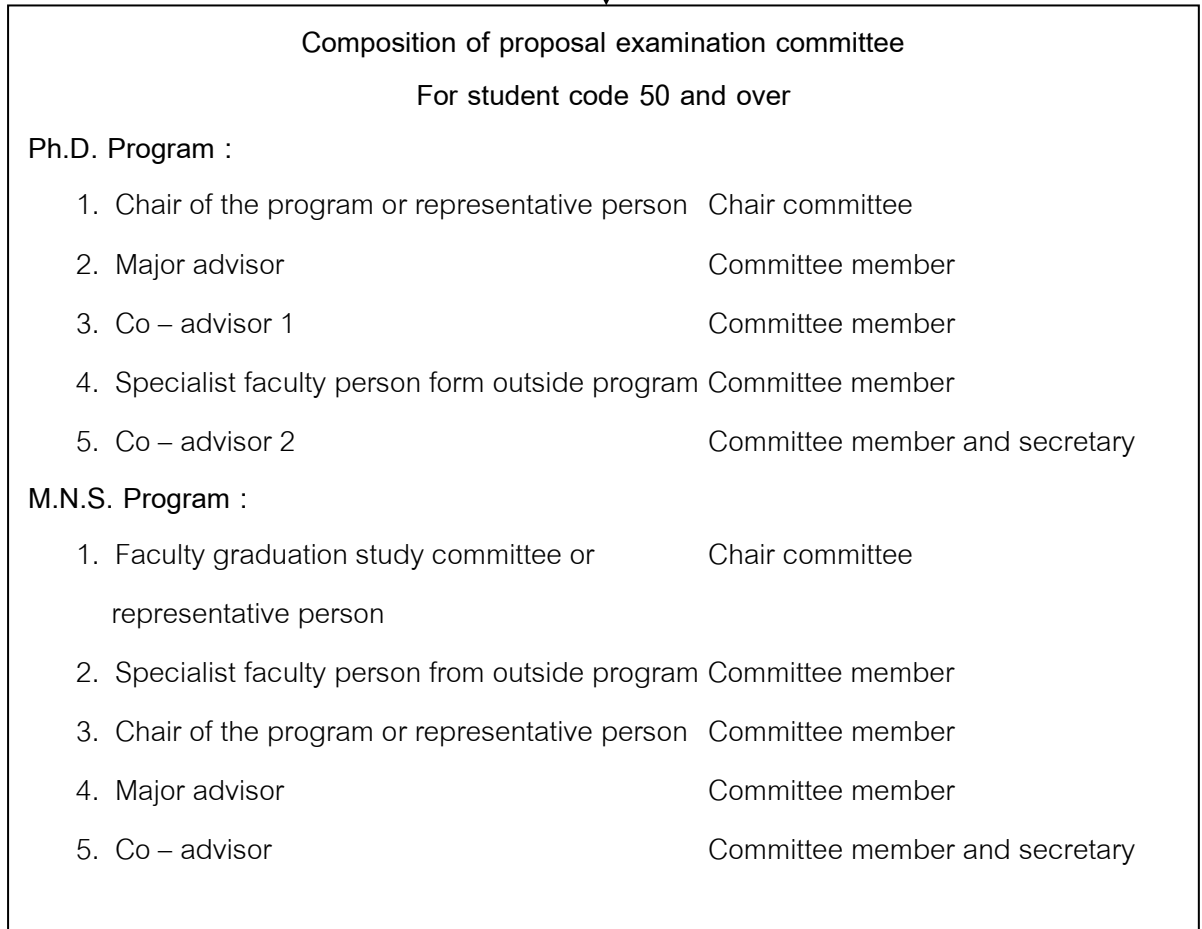 Composition of proposal examination committee
For student code 50 and over
Ph.D. Program :
1. Chair of the program or representative person Chair committee
2. Major advisor Committee member
3. Co – advisor 1 Committee member
4. Specialist faculty person form outside program Committee member
5. Co – advisor 2 Committee member and secretary
M.N.S. Program :
1. Faculty graduation study committee or Chair committee
representative person
2. Specialist faculty person from outside program Committee member
3. Chair of the program or representative person Committee member
4. Major advisor Committee member
5. Co – advisor Committee member and secretary